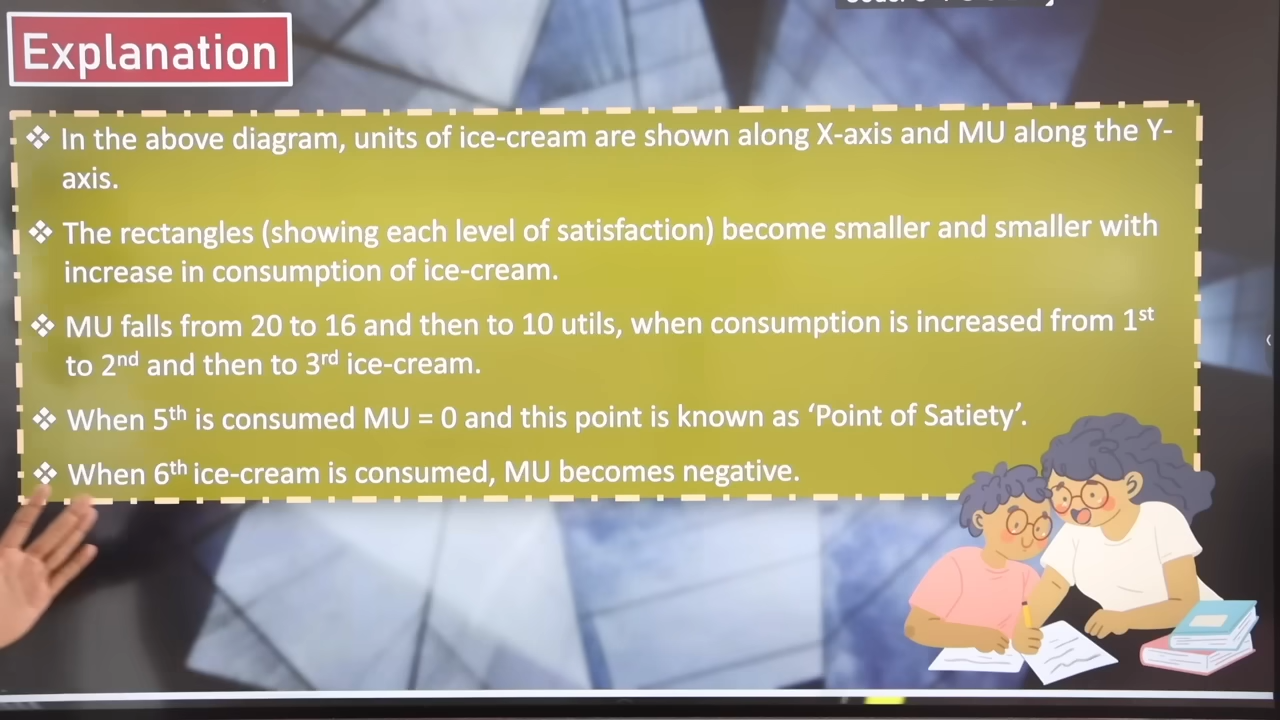 Explanation
❖ In the above diagram, units of ice-cream are shown along X-axis and MU along the Y-
axis.
❖ The rectangles (showing each level of satisfaction) become smaller and smaller with
increase in consumption of ice-cream.
❖ MU falls from 20 to 16 and then to 10 utils, when consumption is increased from 1st
to 2nd and then to 3rd ice-cream.
❖ When 5th is consumed MU = 0 and this point is known as ‘Point of Satiety’.
❖ When 6th ice-cream is consumed, MU becomes negative.